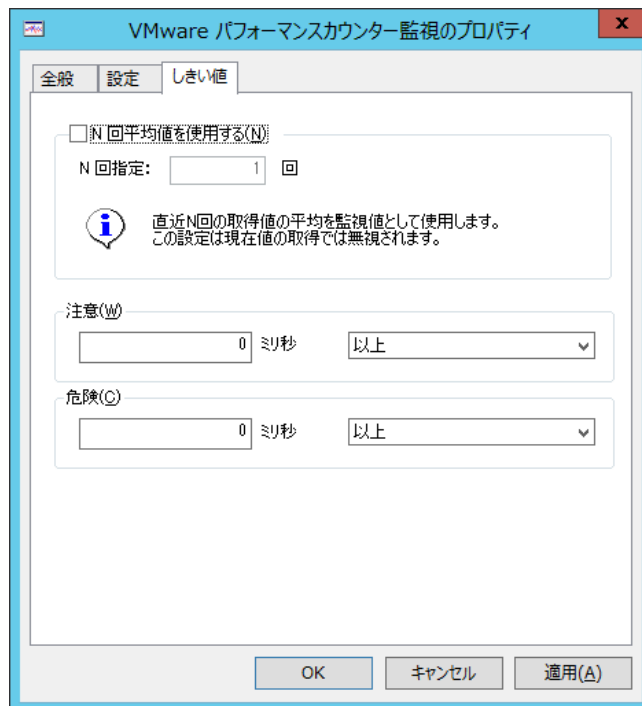 VMware パフォーマンスカウンター監視のプロパティ
x
全般 設定 しきい値
N 回平均値を使用する(N)
N 回指定: 1 回
i
直近N回の取得値の平均を監視値として使用します。
この設定は現在値の取得では無視されます。
注意(W)
0 ミリ秒 以上
危険(C)
0 ミリ秒 以上
OK キャンセル 適用(A)